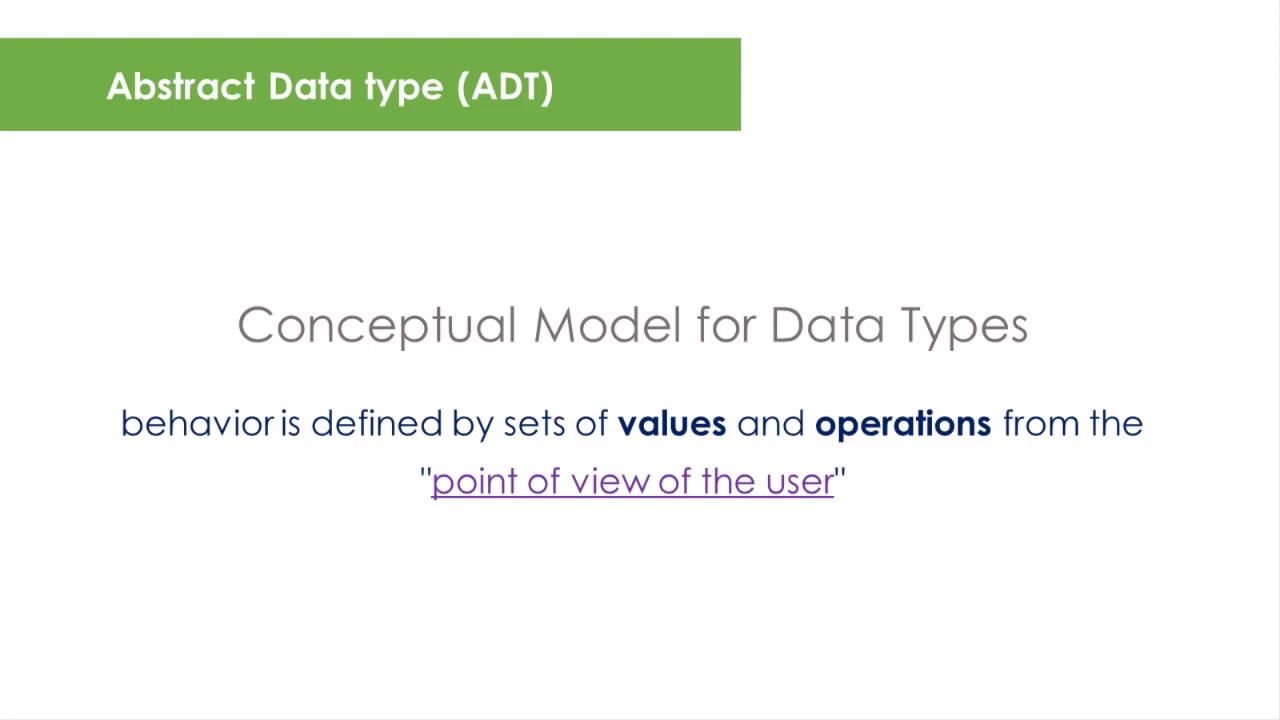 Abstract Data type (ADT)
Conceptual Model for Data Types
behavior is defined by sets of values and operations from the
"point of view of the user"